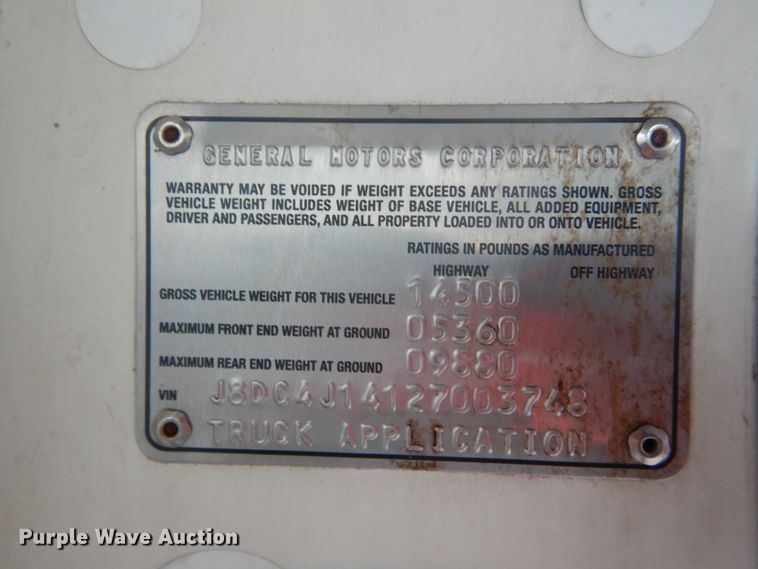 GENERAL MOTORS CORPORATION
WARRANTY MAY BE VOIDED IF WEIGHT EXCEEDS ANY RATINGS SHOWN. GROSS
VEHICLE WEIGHT INCLUDES WEIGHT OF BASE VEHICLE, ALL ADDED EQUIPMENT,
DRIVER AND PASSENGERS, AND ALL PROPERTY LOADED INTO OR ONTO VEHICLE.
RATINGS IN POUNDS AS MANUFACTURED
HIGHWAY OFF HIGHWAY
GROSS VEHICLE WEIGHT FOR THIS VEHICLE 14500
MAXIMUM FRONT END WEIGHT AT GROUND 05360
MAXIMUM REAR END WEIGHT AT GROUND 09880
VIN J8DC4J14127003748
TRUCK APPLICATION
Purple Wave Auction